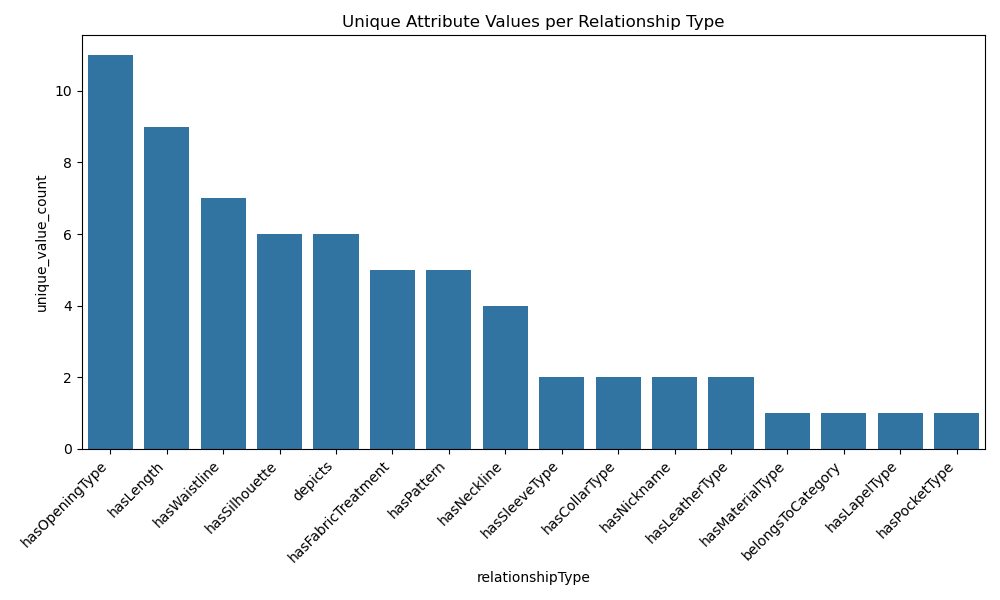 Unique Attribute Values per Relationship Type
unique_value_count
10
8
6
4
2
0
hasOpeningType
hasLength
hasWaistline
hasSilhouette
depicts
hasFabricTreatment
hasPattern
hasNeckline
hasSleeveType
hasCollarType
hasNickname
hasLeatherType
hasMaterialType
belongsToCategory
hasLapelType
hasPocketType
relationshipType